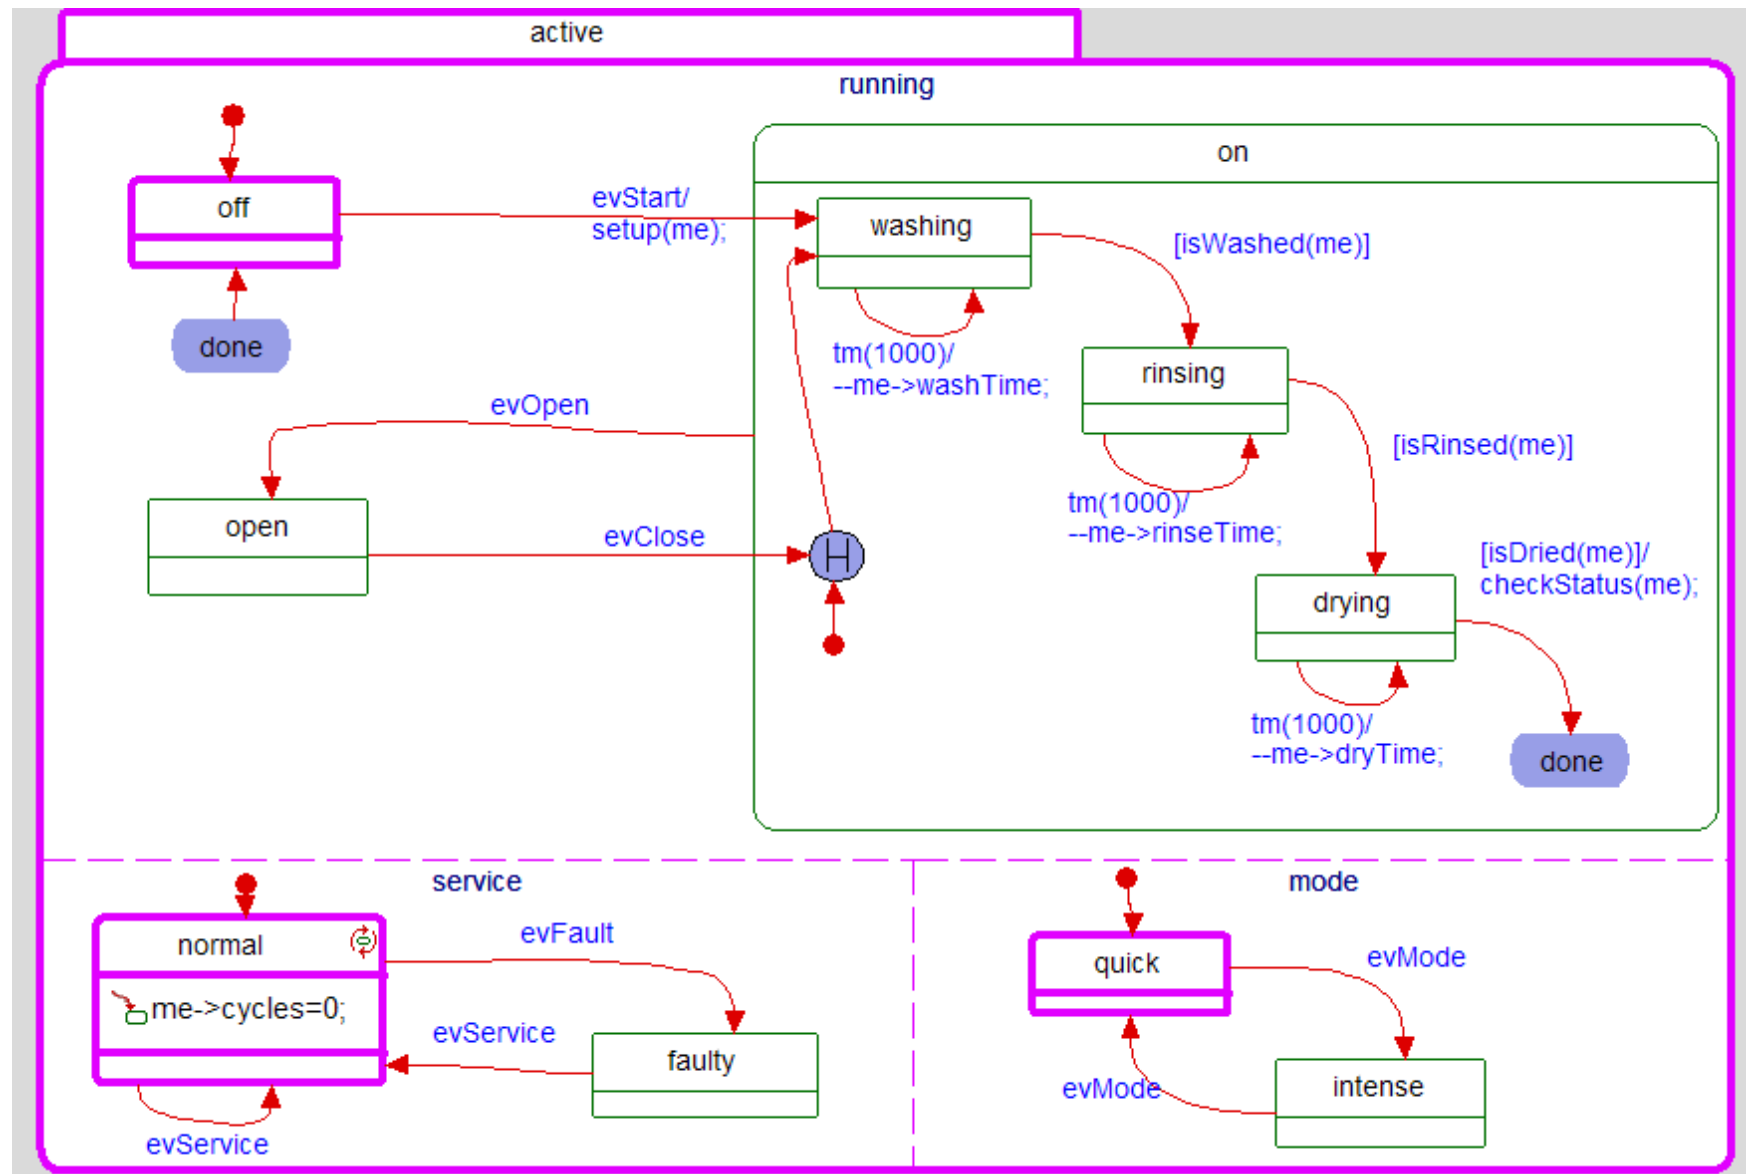 active
running
on
off
evStart/
setup(me);
washing
[isWashed(me)]
done
tm(1000)/
--me->washTime;
rinsing
evOpen
[isRinsed(me)]
tm(1000)/
--me->rinseTime;
open
evClose
H
[isDried(me)]/
checkStatus(me);
drying
tm(1000)/
--me->dryTime;
done
service
mode
normal
evFault
me->cycles=0;
evService
faulty
evService
quick
evMode
evMode
intense